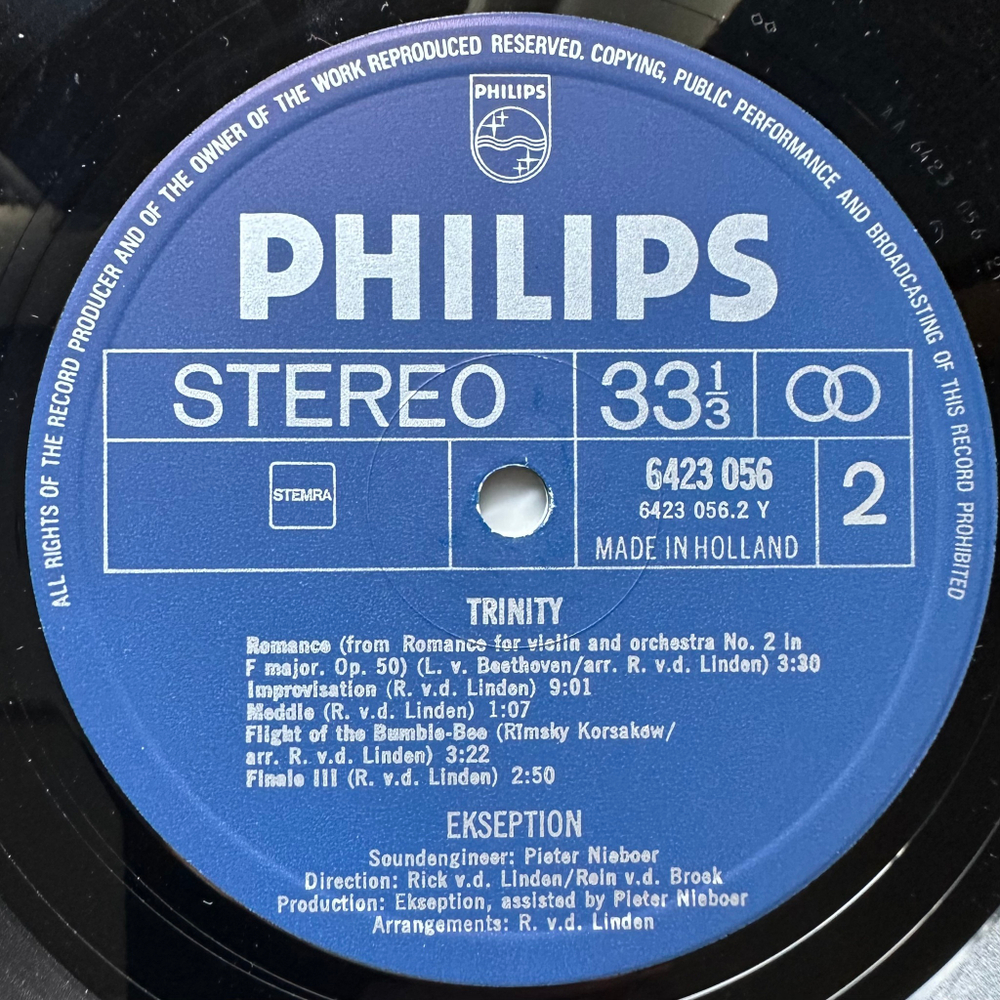 ALL RIGHTS OF THE RECORD PRODUCER AND OF THE OWNER OF THE WORK REPRODUCED RESERVED. COPYING, PUBLIC PERFORMANCE AND BROADCASTING OF THIS RECORD PROHIBITED
PHILIPS
PHILIPS
STEREO 33 1/3
STEMRA
6423 056
6423 056.2 Y
MADE IN HOLLAND
2
TRINITY
Romance (from Romance for violin and orchestra No. 2 in
F major. Op. 50) (L. v. Beethoven/arr. R. v.d. Linden) 3:30
Improvisation (R. v.d. Linden) 9:01
Meddle (R. v.d. Linden) 1:07
Flight of the Bumble-Bee (Rimsky Korsakow/
arr. R. v.d. Linden) 3:22
Finale III (R. v.d. Linden) 2:50
EKSEPTION
Soundengineer: Pieter Nieboer
Direction: Rick v.d. Linden/Rein v.d. Broek
Production: Ekseption, assisted by Pieter Nieboer
Arrangements: R. v.d. Linden
AA 6423 056